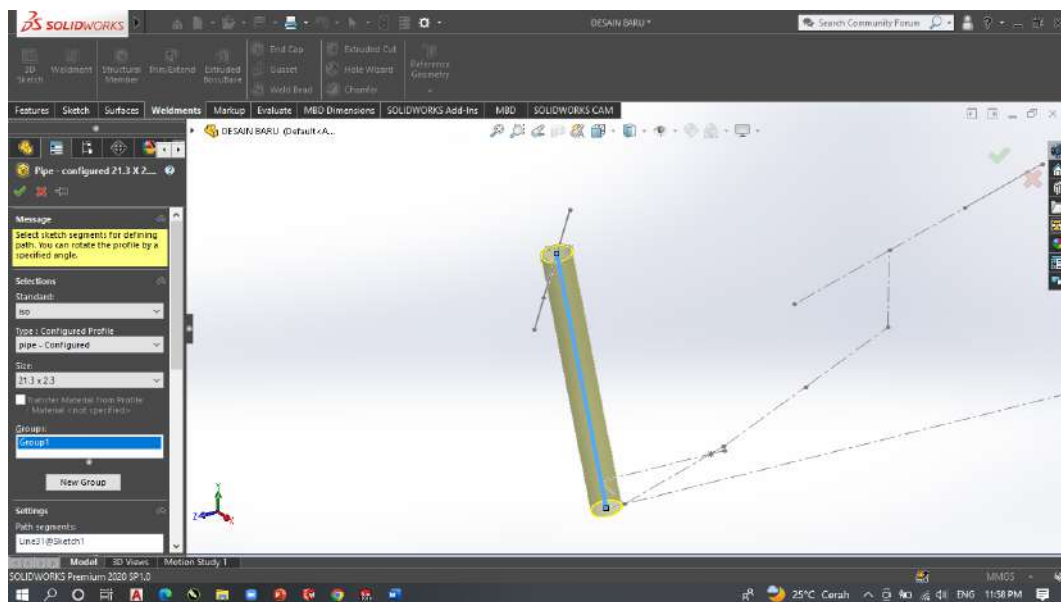 SOLIDWORKS
DESAIN BARU *
Search Community Forum
3D Sketch
Weldment
Structural Member
Trim/Extend
Extruded Boss/Base
End Cap
Gusset
Weld Bead
Extruded Cut
Hole Wizard
Chamfer
Reference Geometry
Features Sketch Surfaces Weldments Markup Evaluate MBD Dimensions SOLIDWORKS Add-Ins MBD SOLIDWORKS CAM
DESAIN BARU (Default<A...
Pipe - configured 21.3 X 2....
Message
Select sketch segments for defining
path. You can rotate the profile by a
specified angle.
Selections
Standard:
iso
Type : Configured Profile
pipe - Configured
Size:
21.3 x 2.3
Transfer Material from Profile
Material <not specified>
Groups:
Group1
New Group
Settings
Path segments:
Line31@Sketch1
Y
Z
X
Model 3D Views Motion Study 1
SOLIDWORKS Premium 2020 SP1.0
MMGS
25°C Cerah ENG 11:58 PM